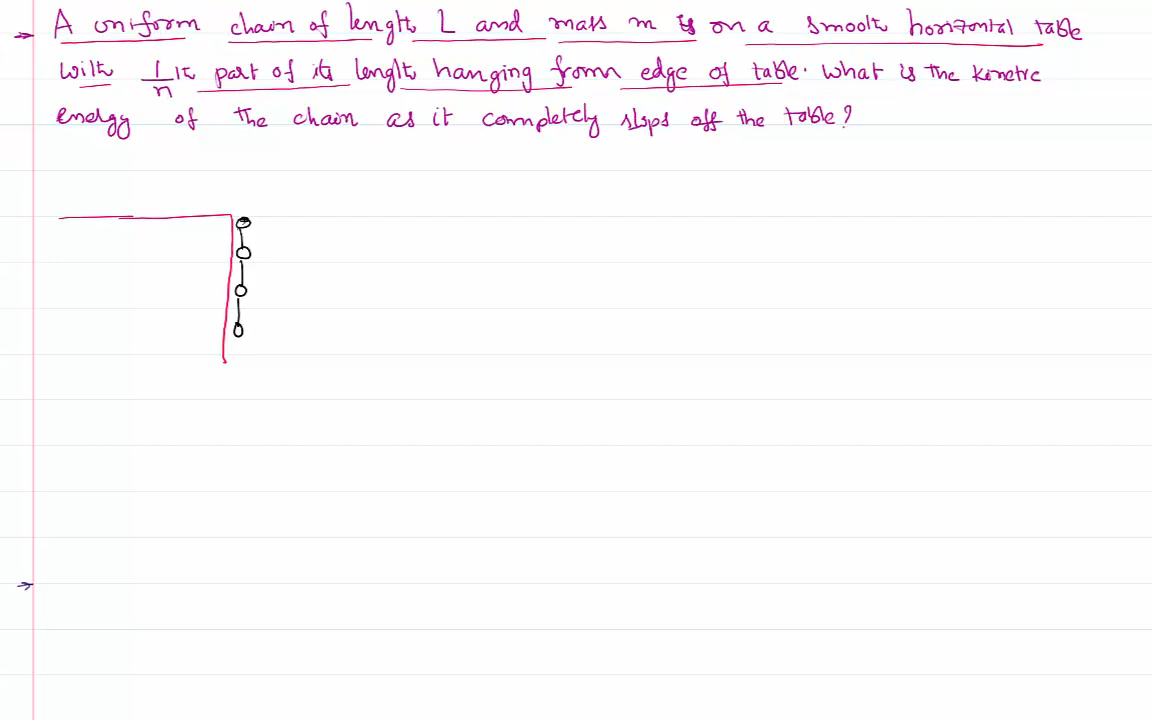 A uniform chain of length L and mass m is on a smooth horizontal table
with 1/n th part of its length hanging from edge of table. What is the kinetic
energy of the chain as it completely slips off the table?